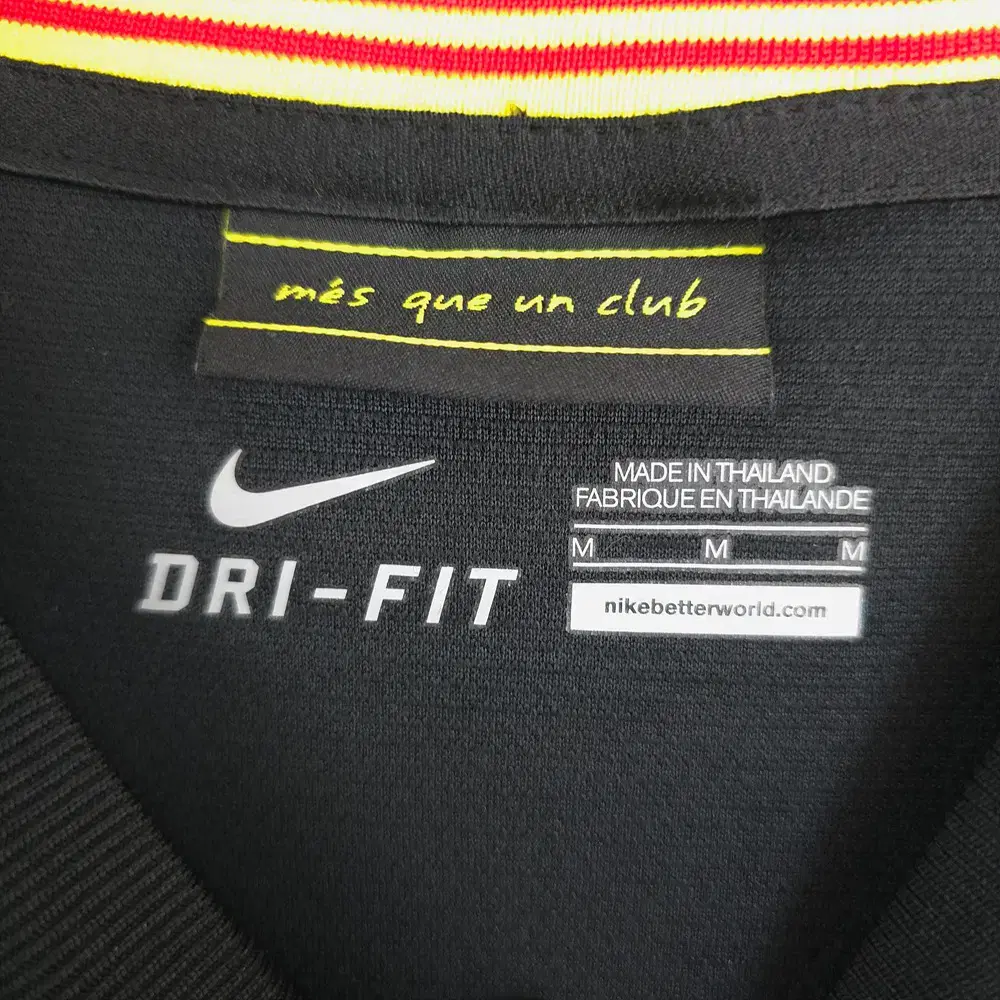 més que un club
DRI-FIT
MADE IN THAILAND
FABRIQUE EN THAILANDE
M M M
nikebetterworld.com